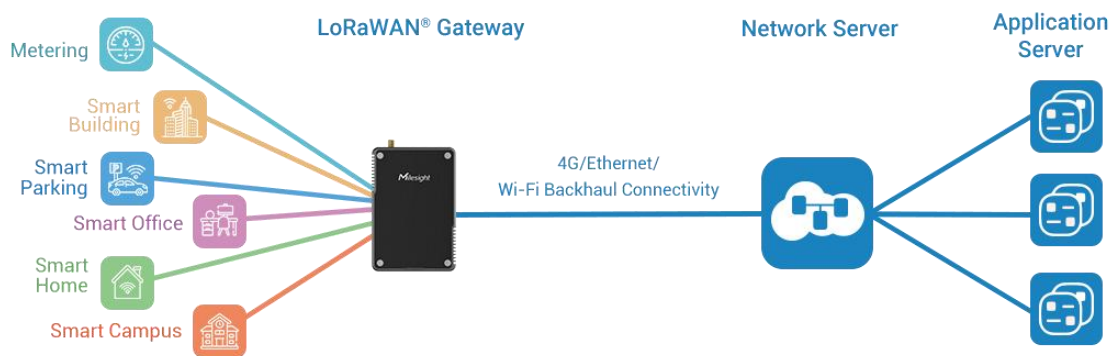 LoRaWAN® Gateway
Network Server
Application
Server
Metering
Smart
Building
Smart
Parking
Smart Office
Smart
Home
Smart Campus
P
Milesight
4G/Ethernet/
Wi-Fi Backhaul Connectivity